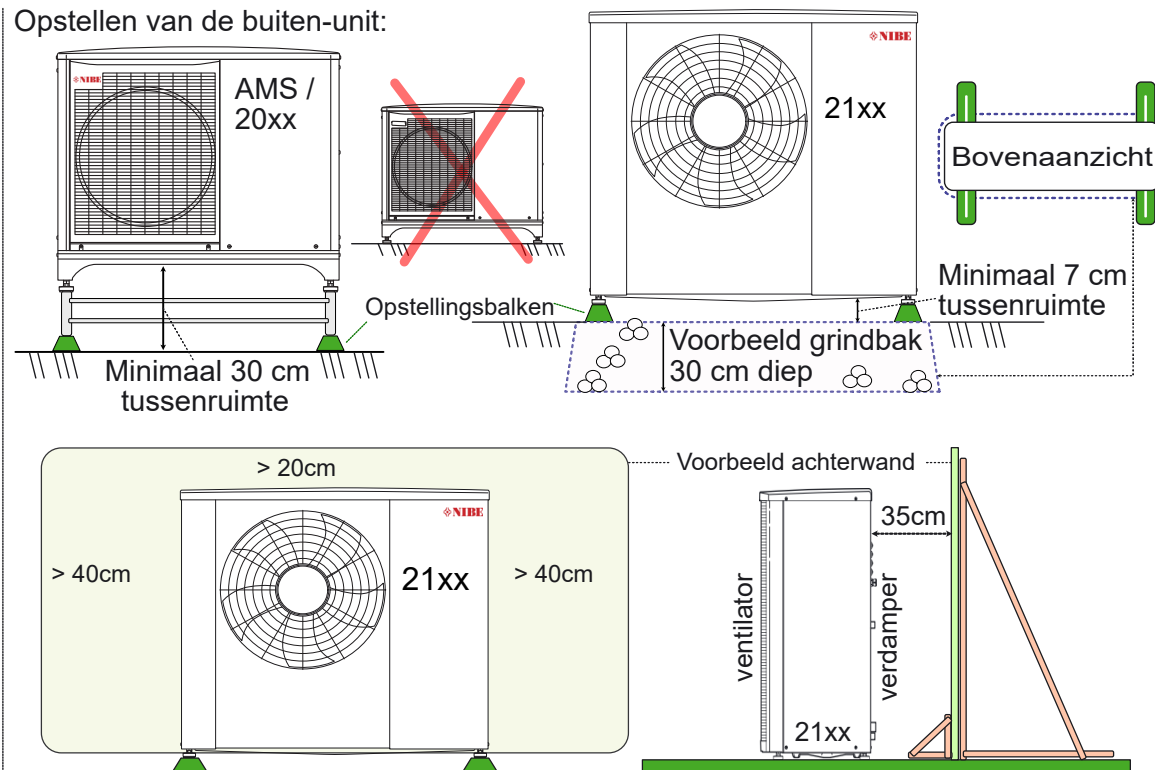 Opstellen van de buiten-unit:
NIBE
AMS /
20xx
Minimaal 30 cm
tussenruimte
Opstellingsbalken
NIBE
21xx
Voorbeeld grindbak
30 cm diep
Bovenaanzicht
Minimaal 7 cm
tussenruimte
> 20cm
> 40cm
NIBE
21xx
> 40cm
Voorbeeld achterwand
35cm
ventilator
verdamper
21xx